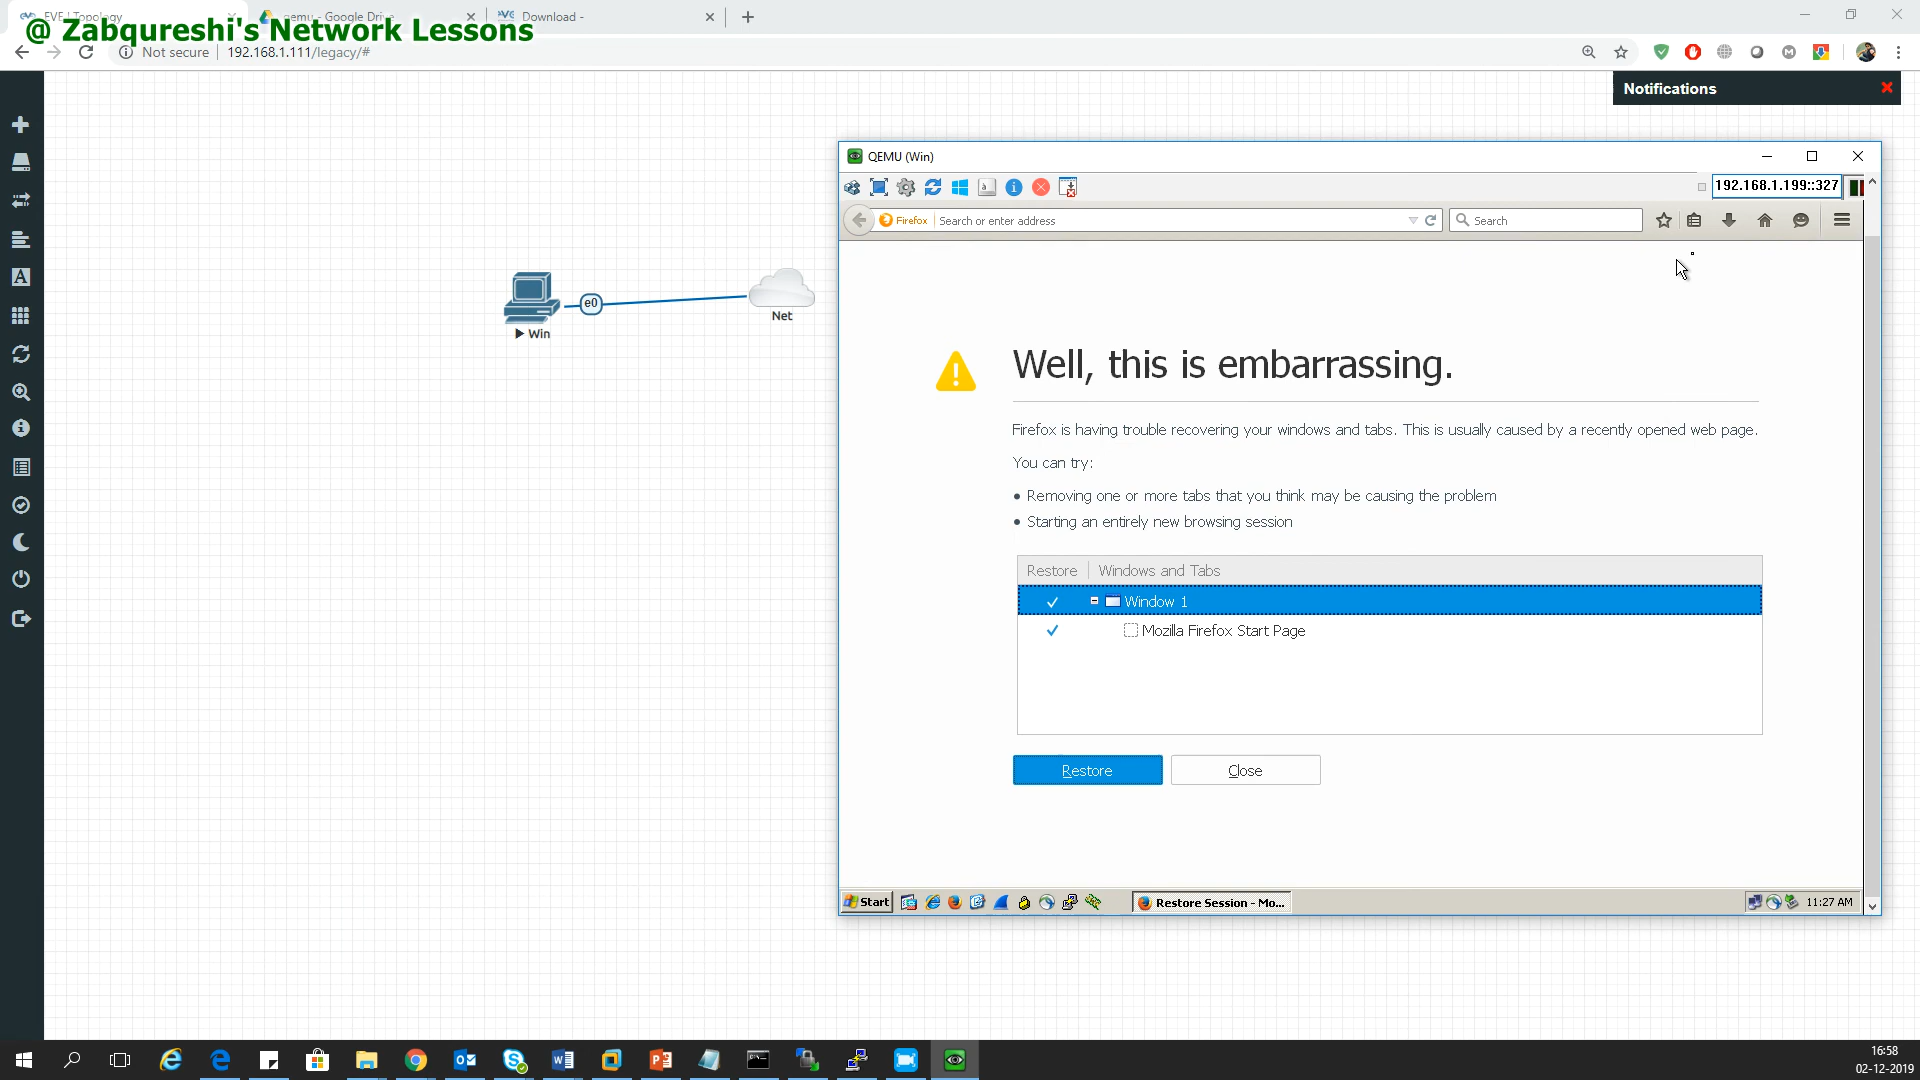 EVE | Topology
qemu - Google Drive
Download -
@ Zabqureshi's Network Lessons
Not secure
192.168.1.111/legacy/#
Notifications
QEMU (Win)
192.168.1.199::327
Firefox
Search or enter address
Search
e0
Net
Win
Well, this is embarrassing.
Firefox is having trouble recovering your windows and tabs. This is usually caused by a recently opened web page.
You can try:
• Removing one or more tabs that you think may be causing the problem
• Starting an entirely new browsing session
Restore Windows and Tabs
Window 1
Mozilla Firefox Start Page
Restore
Close
Start
Restore Session - Mo...
11:27 AM
16:58
02-12-2019